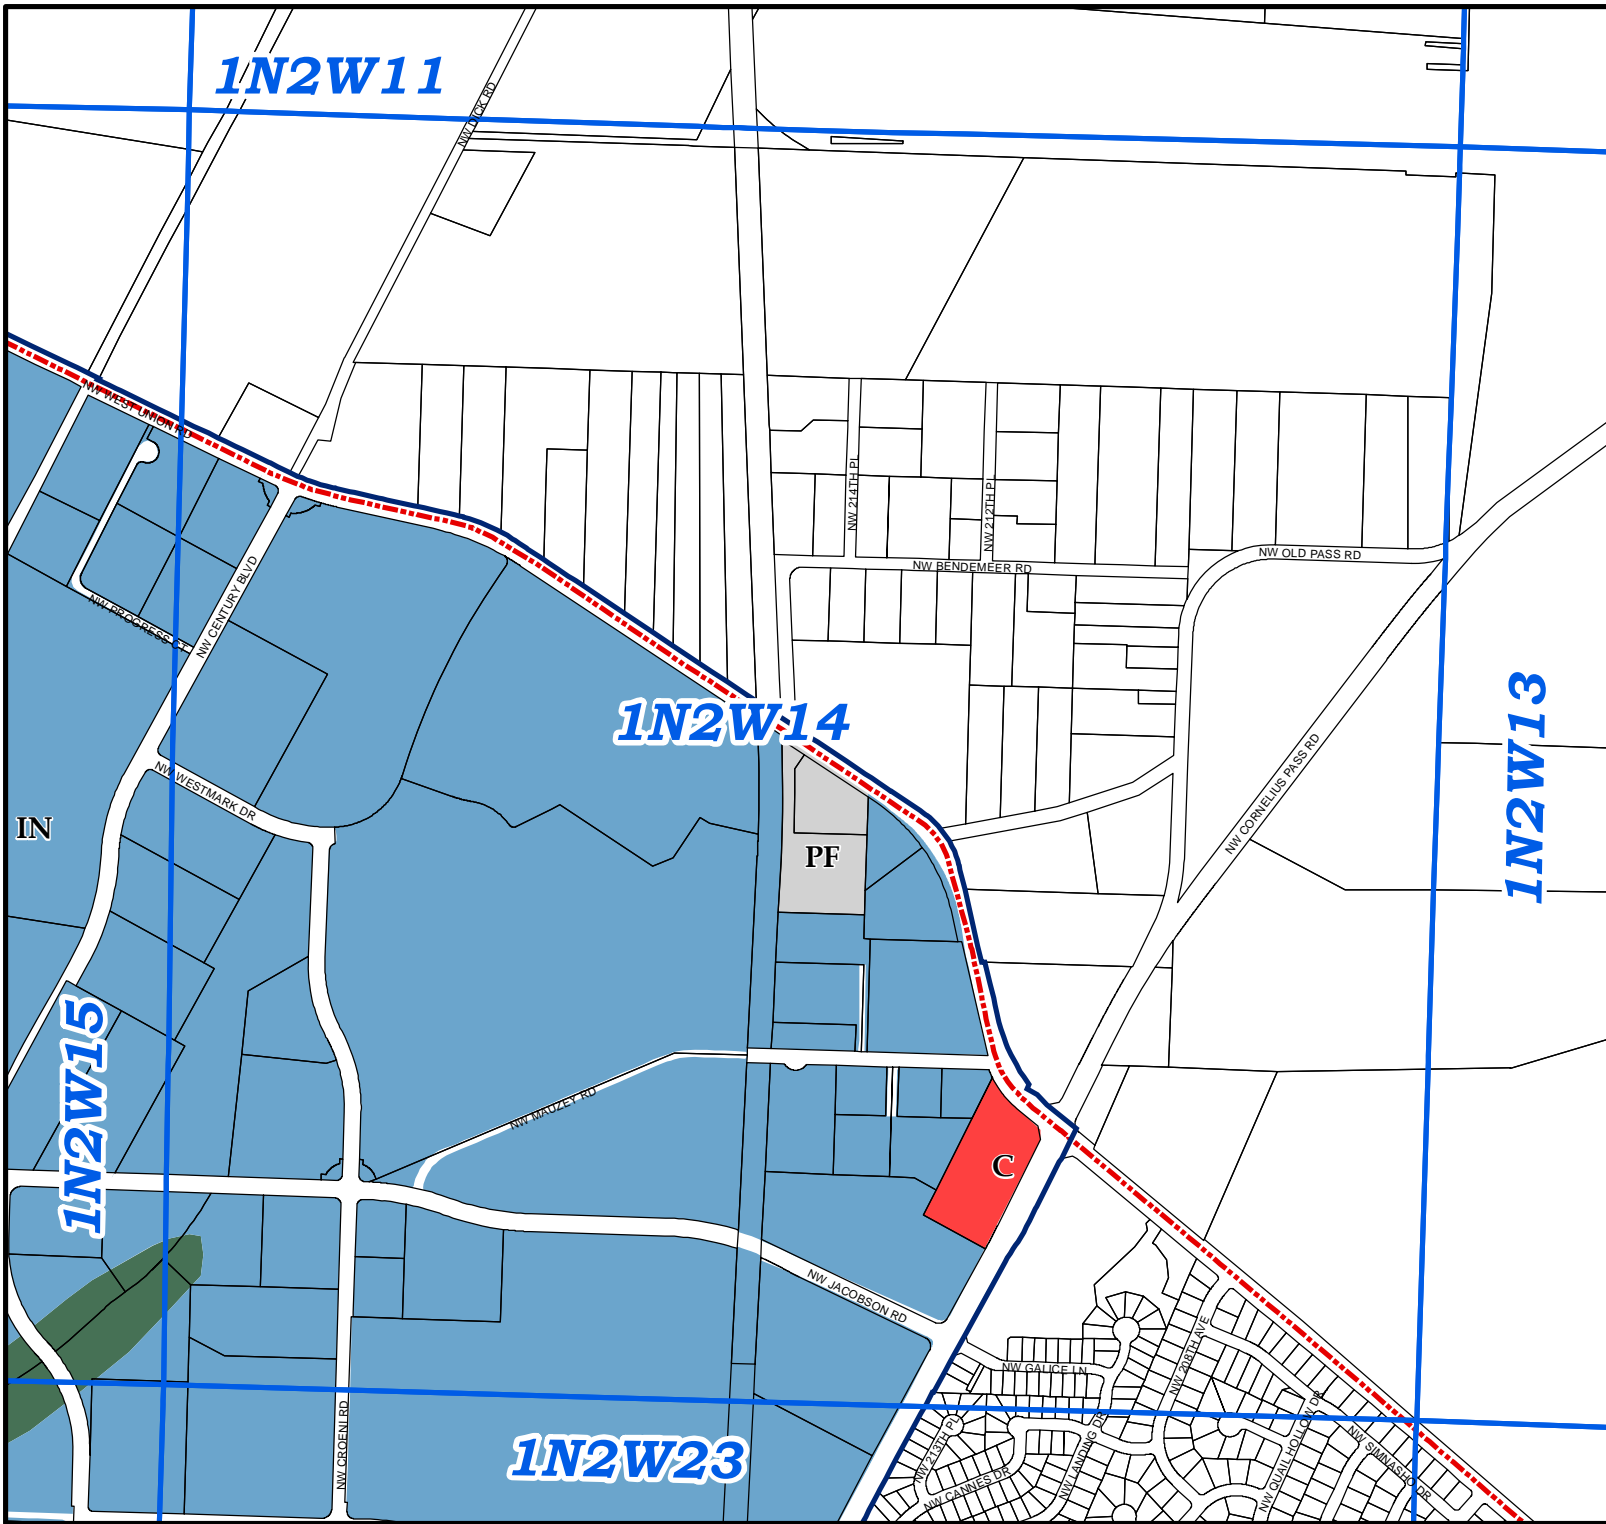 1N2W11
NW DICK RD
NW WEST UNION RD
NW 214TH PL
NW 212TH PL
NW BENDEMEER RD
NW OLD PASS RD
NW PROGRESS CT
NW CENTURY BLVD
1N2W14
1N2W13
NW CORNELIUS PASS RD
NW WESTMARK DR
IN
PF
1N2W15
NW MAUZEY RD
C
NW JACOBSON RD
NW GALICE LN
NW 208TH AVE
NW CROENI RD
1N2W23
NW 213TH PL
NW CANNES DR
NW LANDING DR
NW QUAIL HOLLOW DR
NW SIMNASHO DR